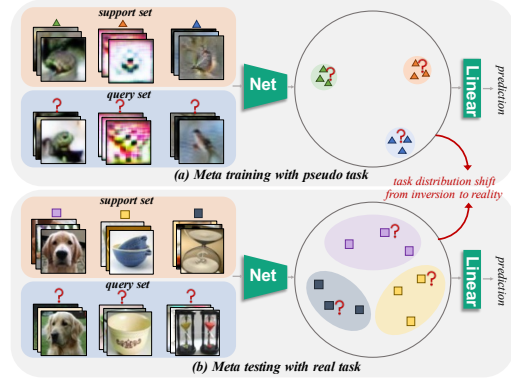 support set
? ? ?
query set
Net
? ? ?
Linear
prediction
(a) Meta training with pseudo task
task distribution shift
from inversion to reality
support set
? ? ?
query set
Net
? ? ?
Linear
prediction
(b) Meta testing with real task